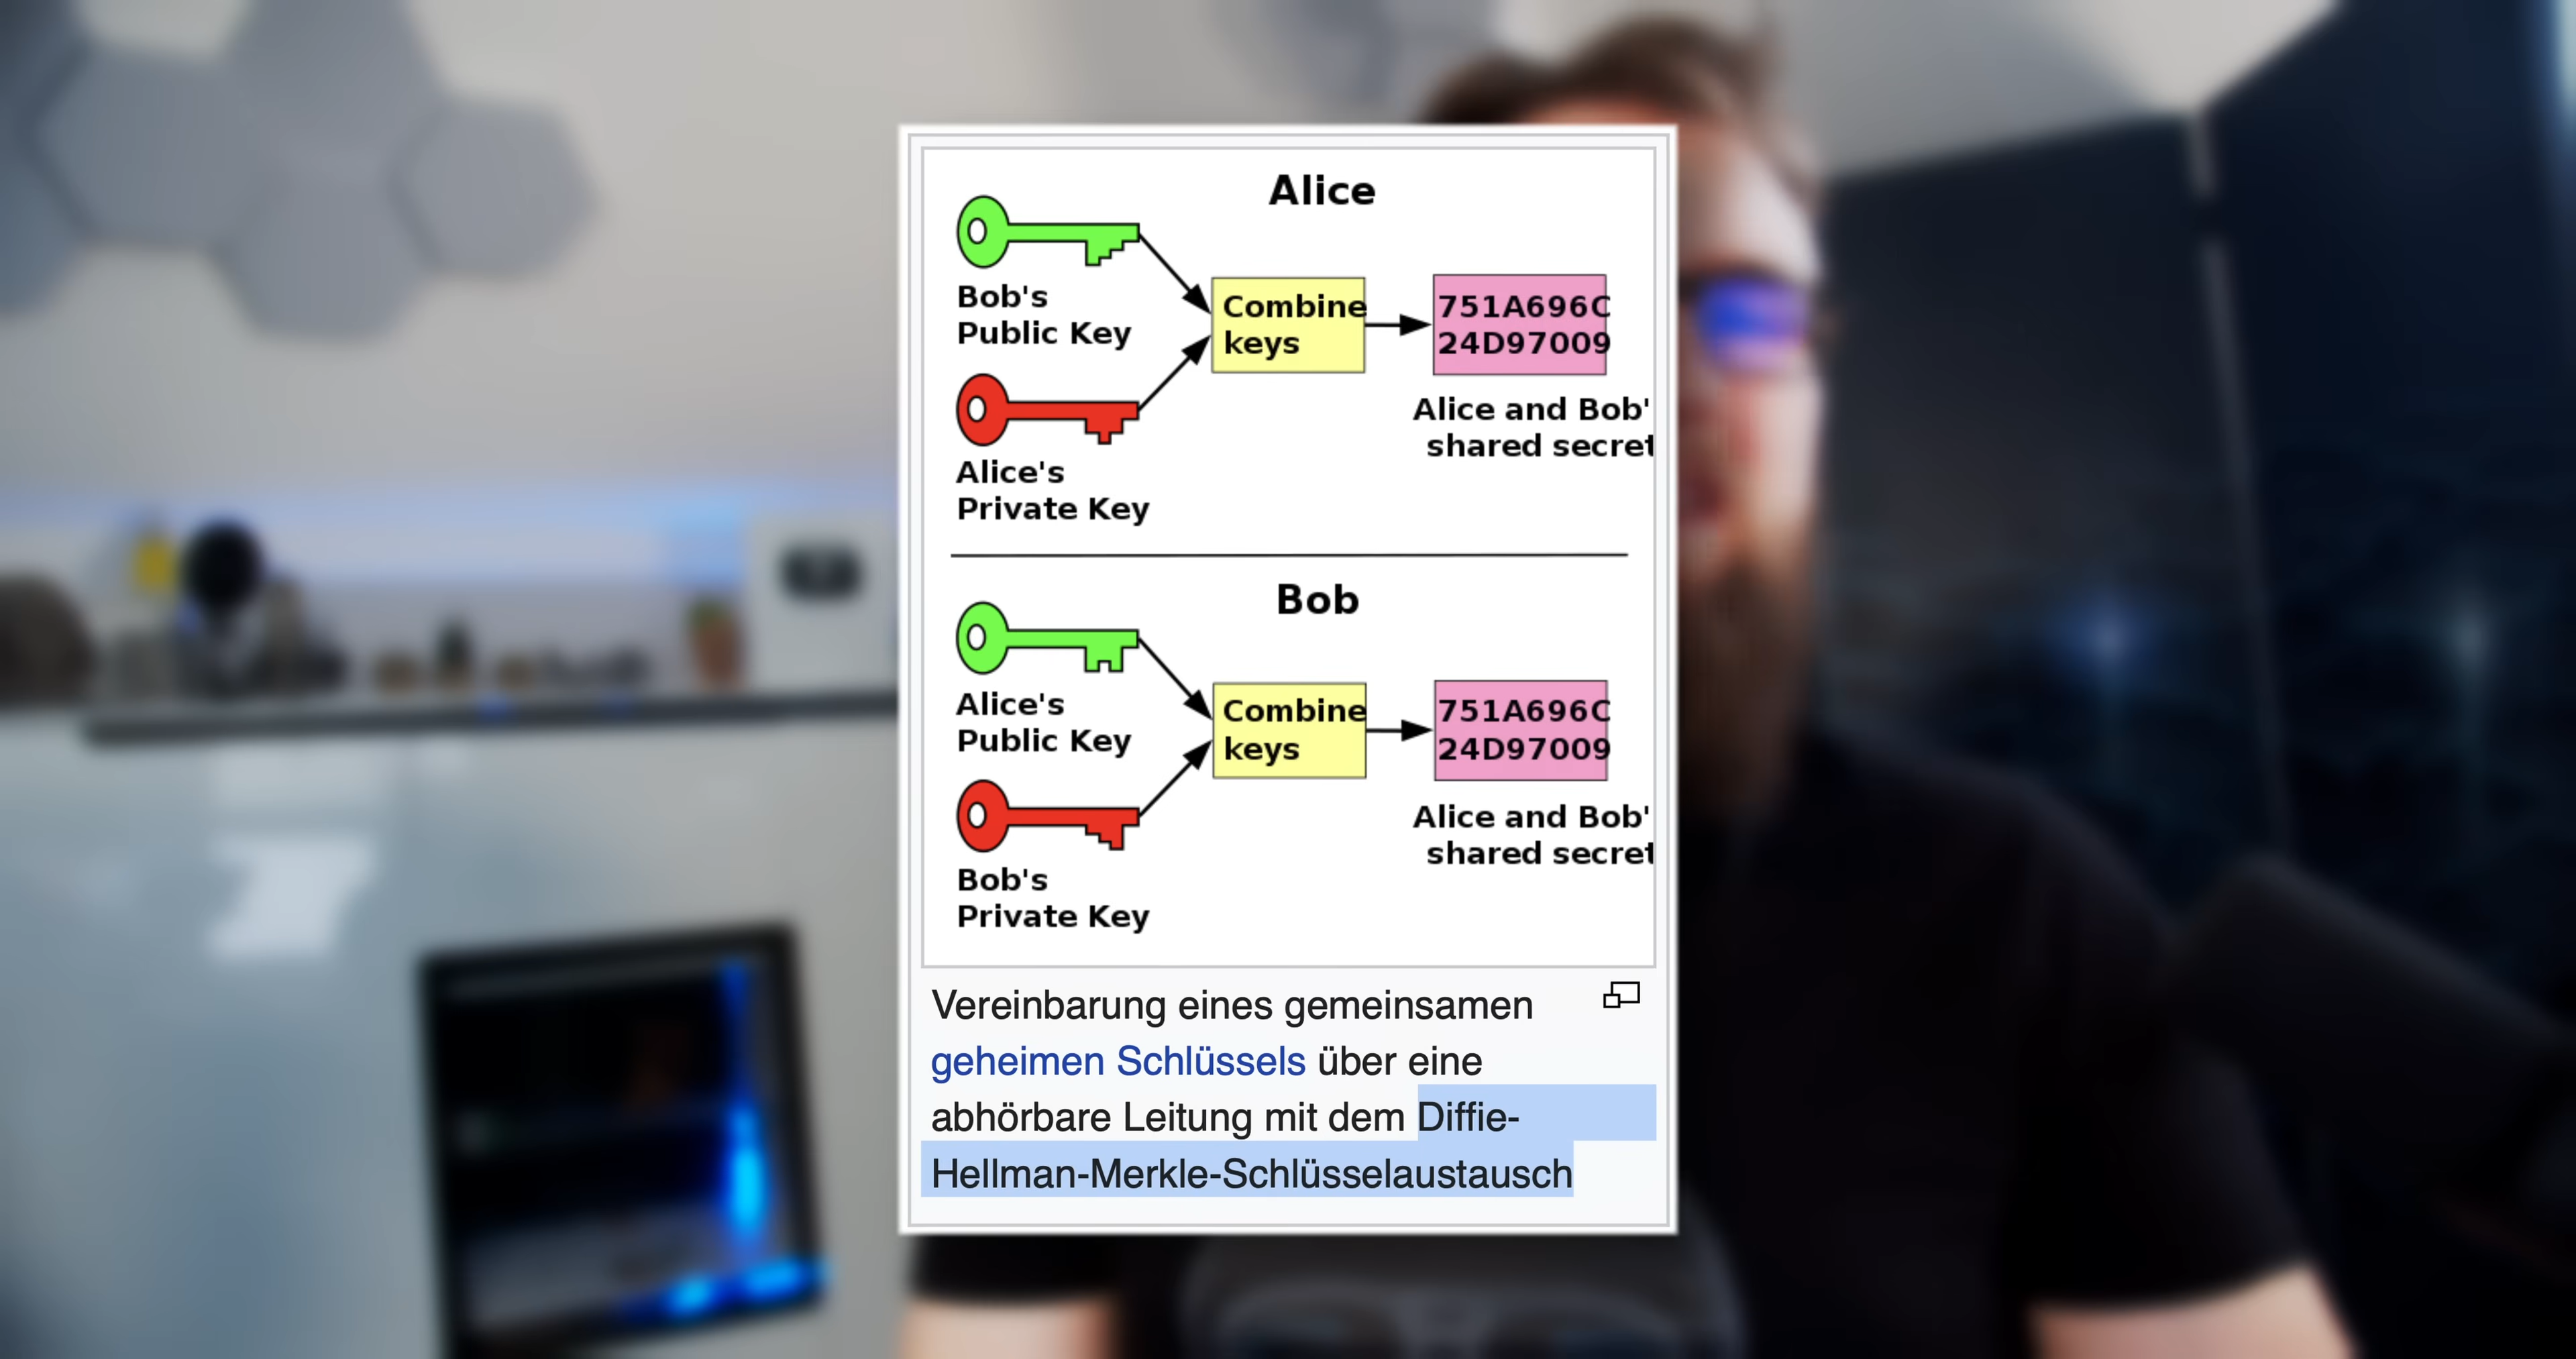 Alice
Bob's
Public Key
Combine
keys
751A696C
24D97009
Alice and Bob'
shared secret
Alice's
Private Key
Bob
Alice's
Public Key
Combine
keys
751A696C
24D97009
Alice and Bob'
shared secret
Bob's
Private Key
Vereinbarung eines gemeinsamen
geheimen Schlüssels über eine
abhörbare Leitung mit dem Diffie-
Hellman-Merkle-Schlüsselaustausch